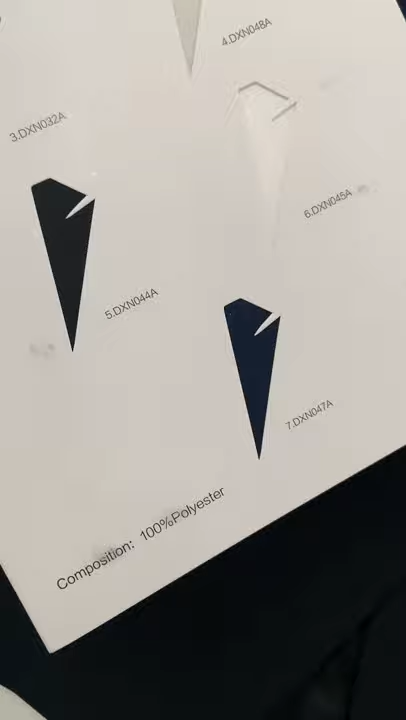 4.DXN048A
3.DXN032A
6.DXN045A
5.DXN044A
7.DXN047A
Composition: 100%Polyester